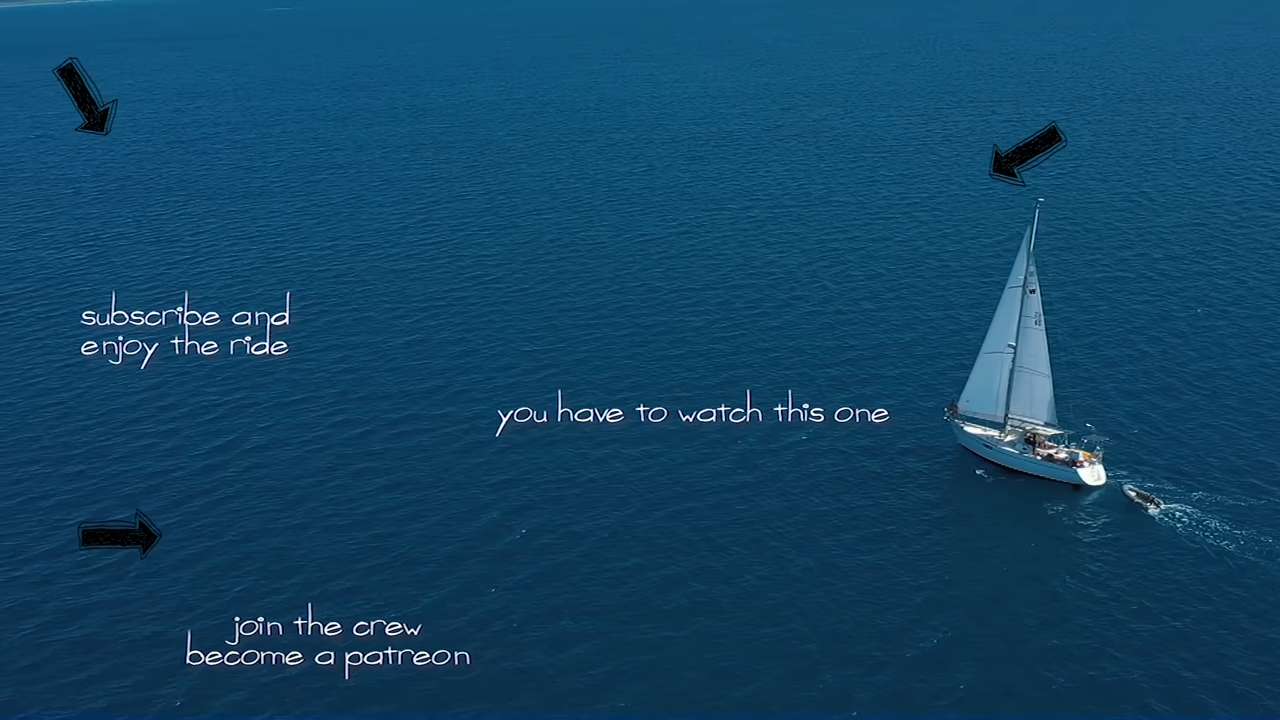 subscribe and
enjoy the ride
you have to watch this one
join the crew
become a patreon